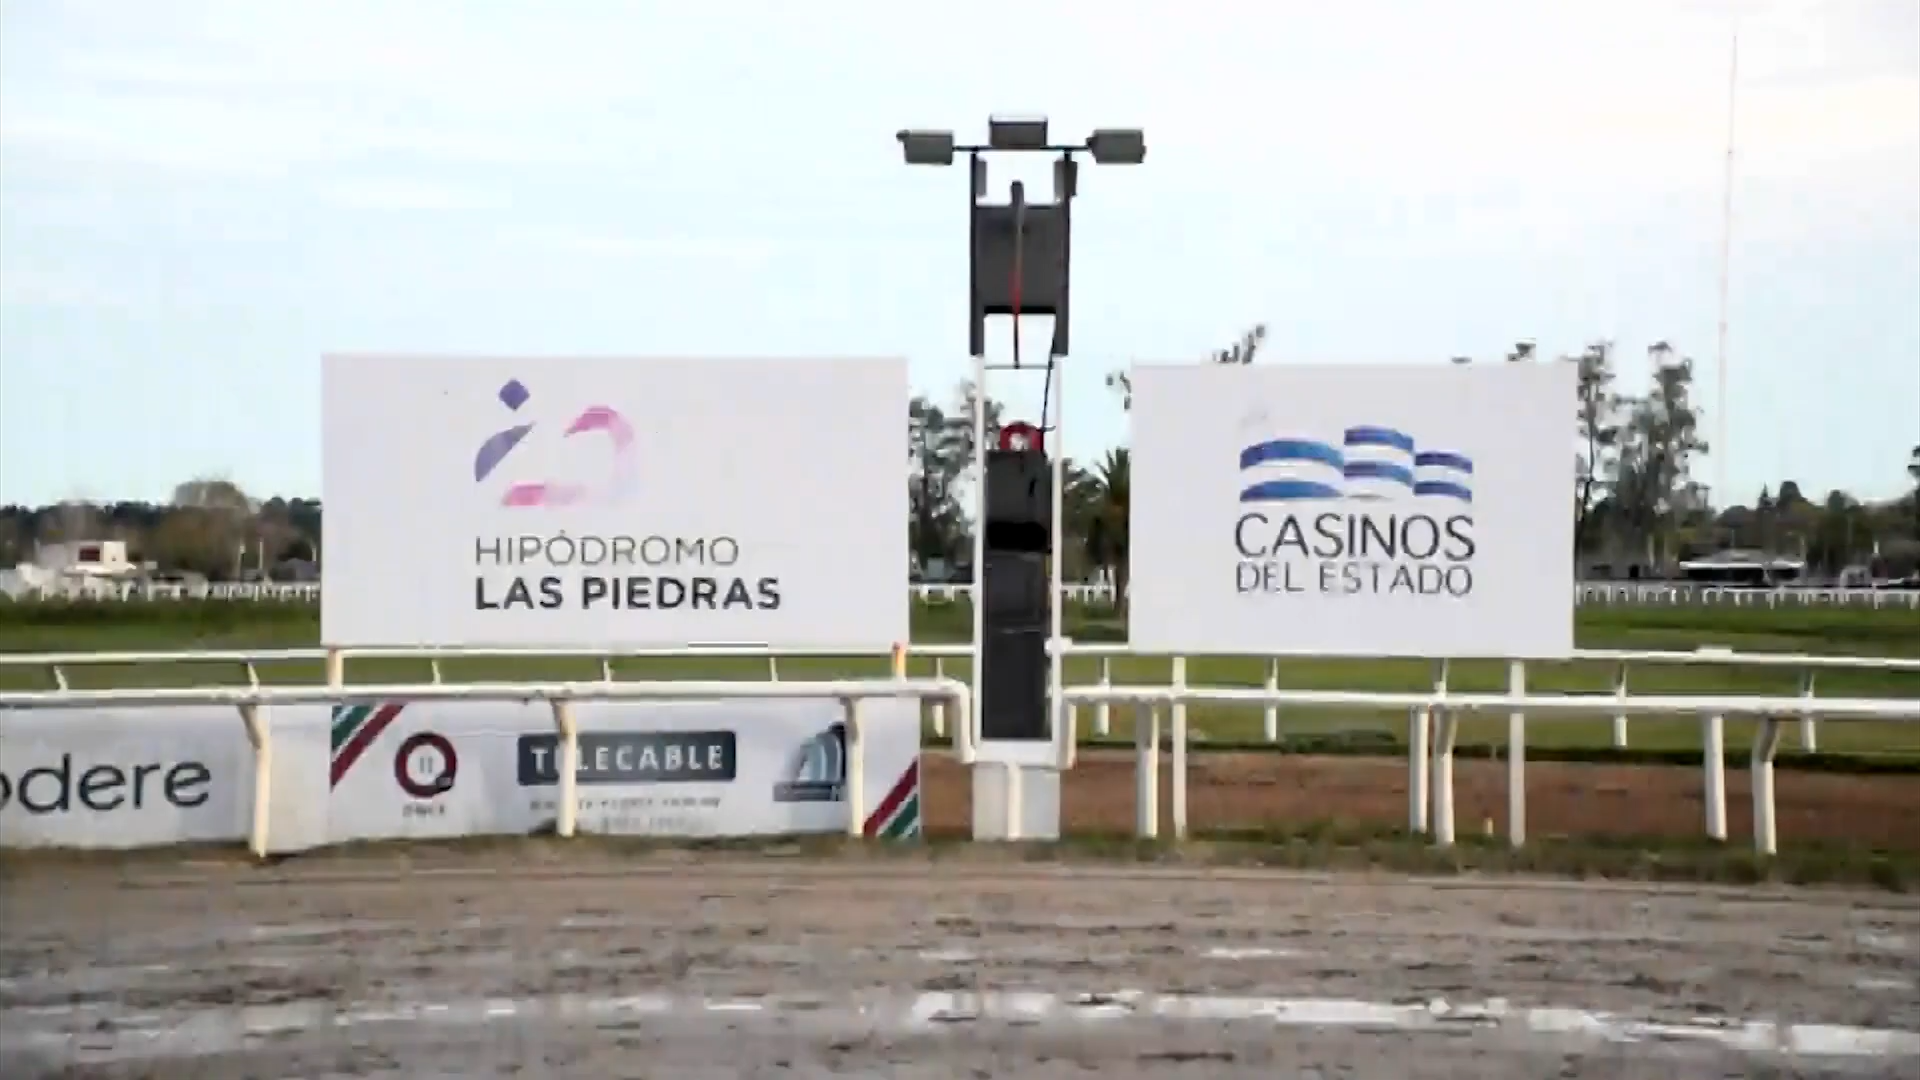 HIPÓDROMO
LAS PIEDRAS
CASINOS
DEL ESTADO
odere
TELECABLE